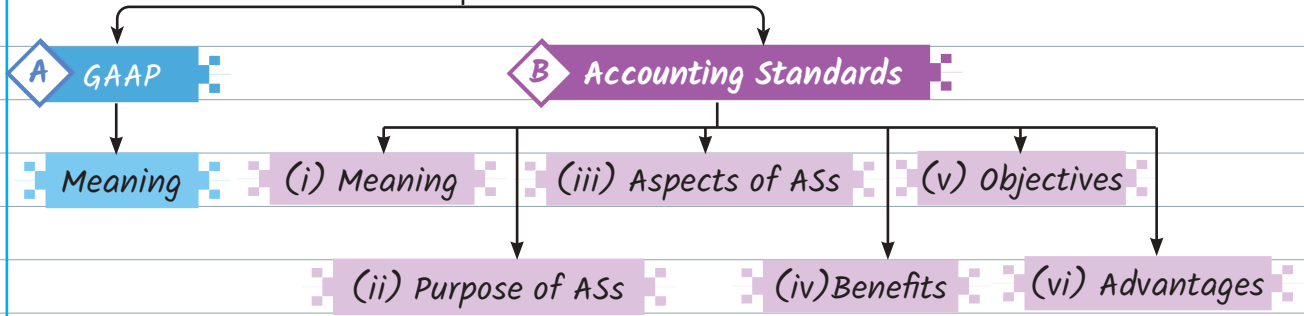 A GAAP
B Accounting Standards
Meaning
(i) Meaning
(iii) Aspects of ASs
(v) Objectives
(ii) Purpose of ASs
(iv)Benefits
(vi) Advantages